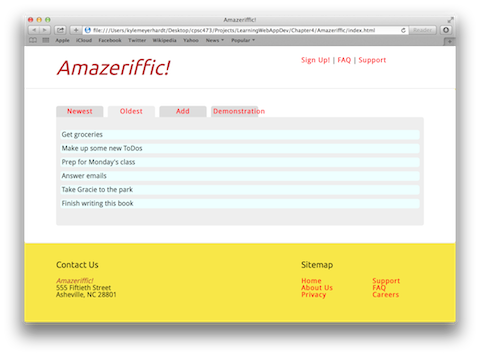 Amazeriffic!
file:///Users/kylemeyerhardt/Desktop/cpsc473/Projects/LearningWebAppDev/Chapter4/Amazeriffic/index.html
Reader
Apple iCloud Facebook Twitter Wikipedia Yahoo News Popular
Amazeriffic!
Sign Up! | FAQ | Support
Newest Oldest Add Demonstration
Get groceries
Make up some new ToDos
Prep for Monday's class
Answer emails
Take Gracie to the park
Finish writing this book
Contact Us
Amazeriffic!
555 Fiftieth Street
Asheville, NC 28801
Sitemap
Home Support
About Us FAQ
Privacy Careers